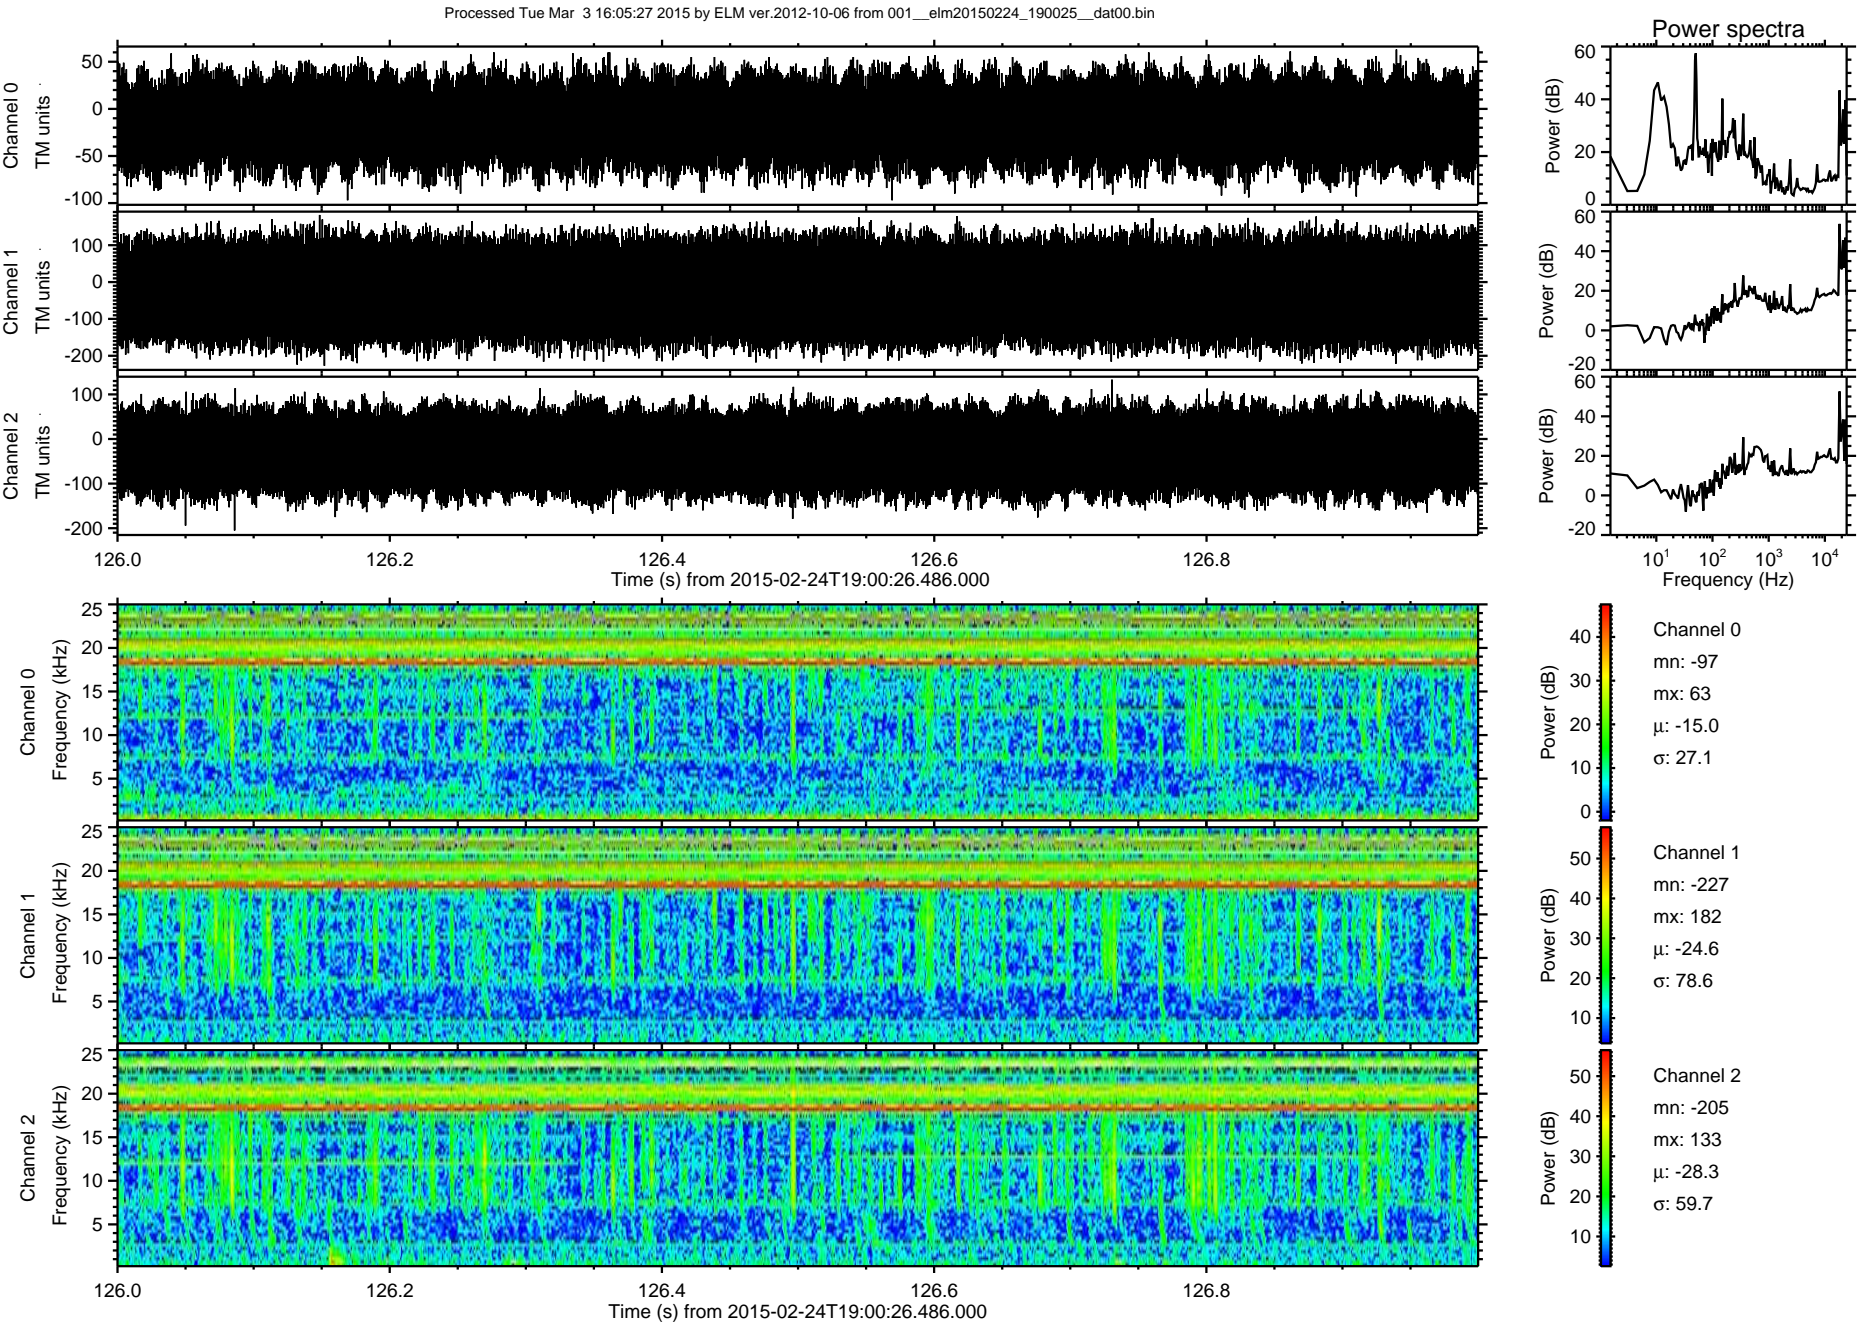 Processed Tue Mar  3 16:05:27 2015 by ELM ver.2012-10-06 from 001__elm20150224_190025__dat00.bin
Power spectra
Channel 0
TM units
50
0
-50
-100
Power (dB)
60
40
20
0
Channel 1
TM units
100
0
-100
-200
Power (dB)
60
40
20
0
-20
Channel 2
TM units
100
0
-100
-200
Power (dB)
60
40
20
0
-20
126.0 126.2 126.4 126.6 126.8
Time (s) from 2015-02-24T19:00:26.486.000
10^1 10^2 10^3 10^4
Frequency (Hz)
Channel 0
Frequency (kHz)
25
20
15
10
5
Power (dB)
40
30
20
10
0
Channel 0
mn: -97
mx: 63
μ: -15.0
σ: 27.1
Channel 1
Frequency (kHz)
25
20
15
10
5
Power (dB)
50
40
30
20
10
Channel 1
mn: -227
mx: 182
μ: -24.6
σ: 78.6
Channel 2
Frequency (kHz)
25
20
15
10
5
Power (dB)
50
40
30
20
10
Channel 2
mn: -205
mx: 133
μ: -28.3
σ: 59.7
126.0 126.2 126.4 126.6 126.8
Time (s) from 2015-02-24T19:00:26.486.000